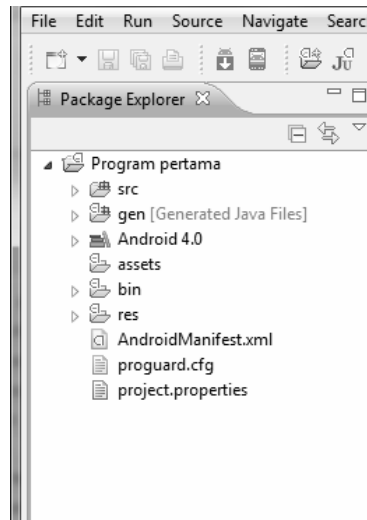 File Edit Run Source Navigate Searc
Package Explorer
Program pertama
src
gen [Generated Java Files]
Android 4.0
assets
bin
res
AndroidManifest.xml
proguard.cfg
project.properties